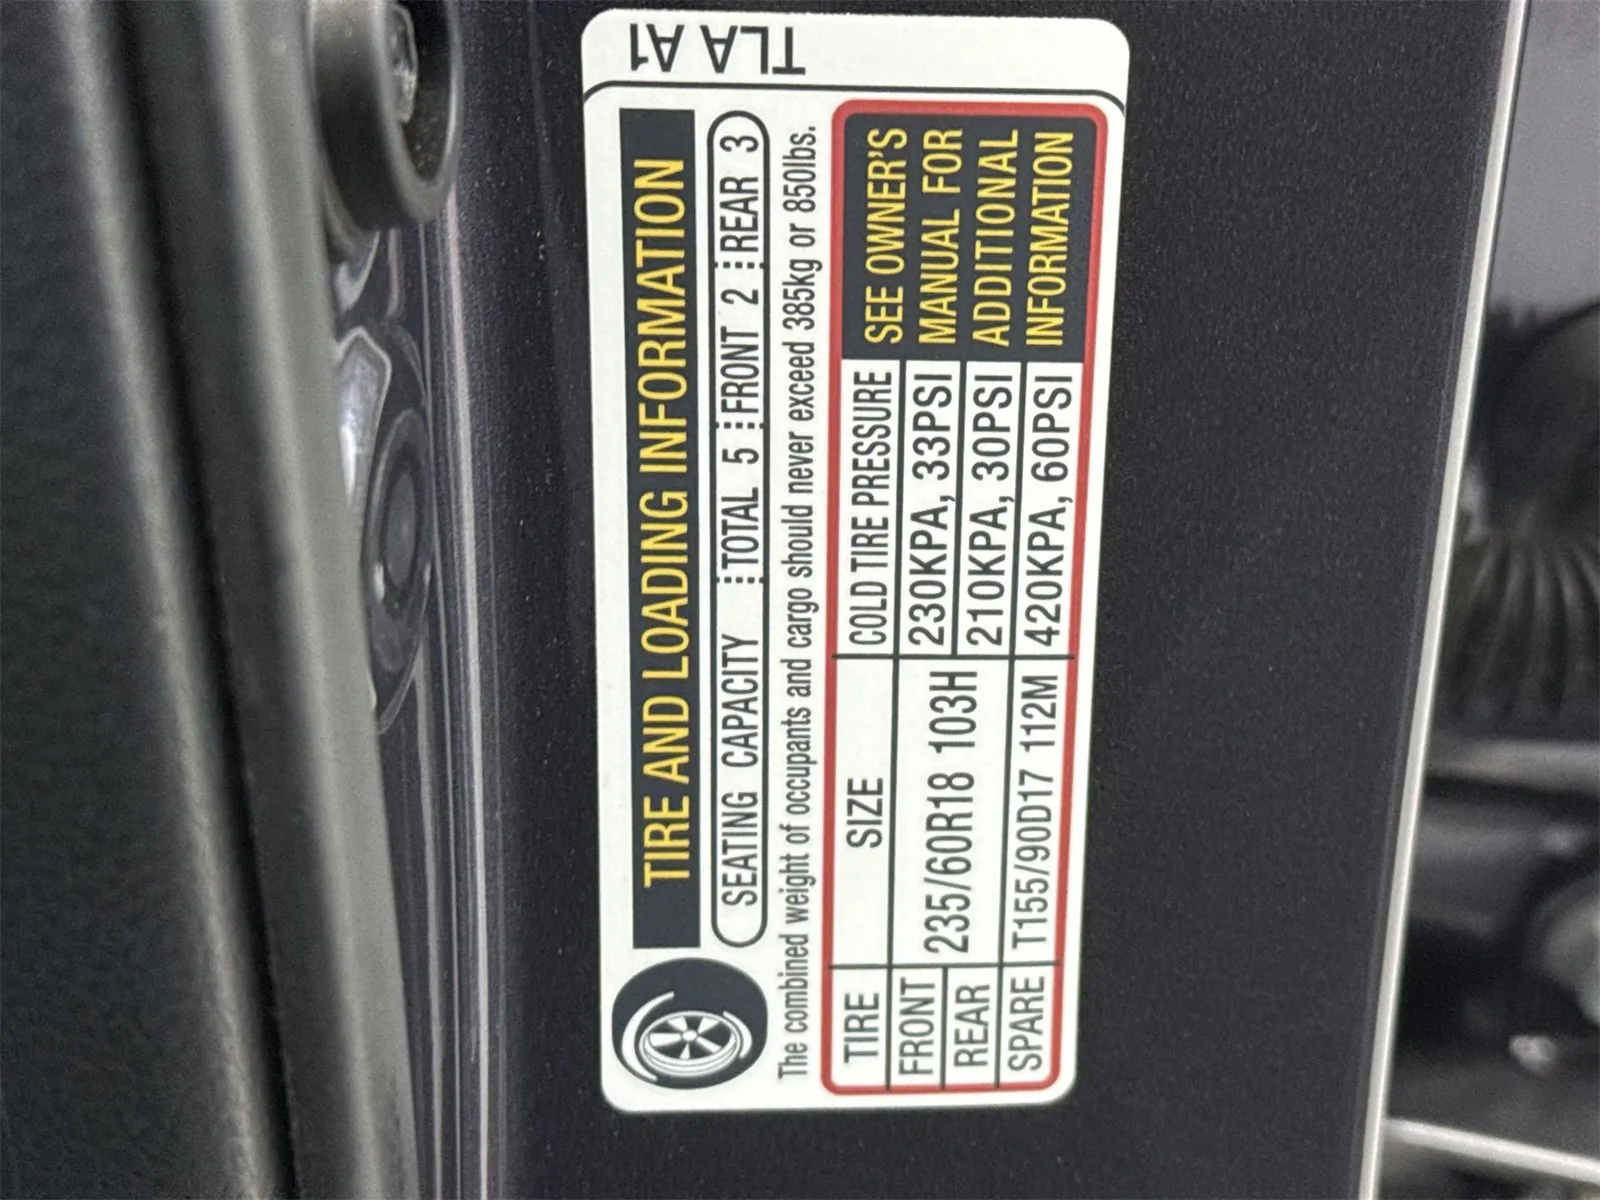 TLA A1
TIRE AND LOADING INFORMATION
SEATING CAPACITY TOTAL 5 FRONT 2 REAR 3
The combined weight of occupants and cargo should never exceed 385kg or 850lbs.
TIRE SIZE COLD TIRE PRESSURE
FRONT 235/60R18 103H 230KPA, 33PSI
REAR 210KPA, 30PSI
SPARE T155/90D17 112M 420KPA, 60PSI
SEE OWNER'S
MANUAL FOR
ADDITIONAL
INFORMATION